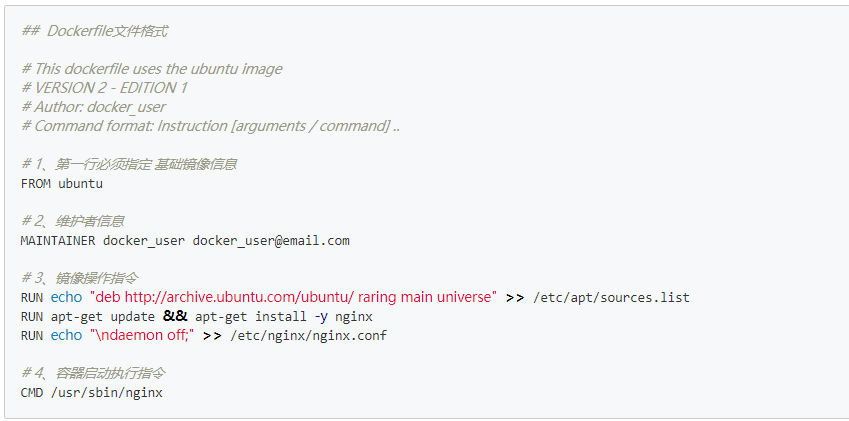 ## Dockerfile文件格式
# This dockerfile uses the ubuntu image
# VERSION 2 - EDITION 1
# Author: docker_user
# Command format: Instruction [arguments / command] ..
# 1、第一行必须指定 基础镜像信息
FROM ubuntu
# 2、维护者信息
MAINTAINER docker_user docker_user@email.com
# 3、镜像操作指令
RUN echo "deb http://archive.ubuntu.com/ubuntu/ raring main universe" >> /etc/apt/sources.list
RUN apt-get update && apt-get install -y nginx
RUN echo "\ndaemon off;" >> /etc/nginx/nginx.conf
# 4、容器启动执行指令
CMD /usr/sbin/nginx